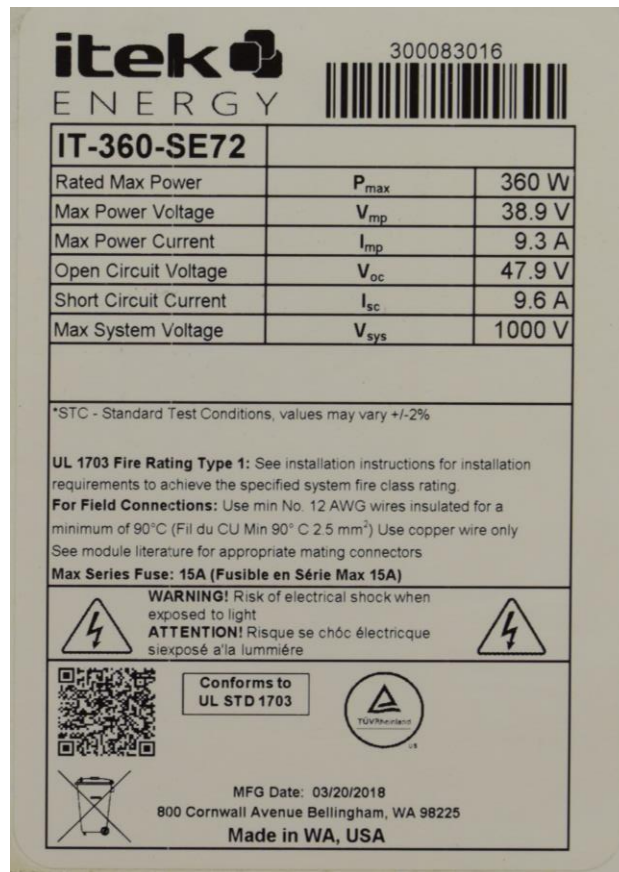 itek
ENERGY
300083016
IT-360-SE72
Rated Max Power Pmax 360 W
Max Power Voltage Vmp 38.9 V
Max Power Current Imp 9.3 A
Open Circuit Voltage Voc 47.9 V
Short Circuit Current Isc 9.6 A
Max System Voltage Vsys 1000 V
*STC - Standard Test Conditions, values may vary +/-2%
UL 1703 Fire Rating Type 1: See installation instructions for installation
requirements to achieve the specified system fire class rating.
For Field Connections: Use min No. 12 AWG wires insulated for a
minimum of 90°C (Fil du CU Min 90° C 2.5 mm²) Use copper wire only
See module literature for appropriate mating connectors
Max Series Fuse: 15A (Fusible en Série Max 15A)
WARNING! Risk of electrical shock when
exposed to light
ATTENTION! Risque se chóc électricque
siexposé a'la lummiére
Conforms to
UL STD 1703
TÜVRheinland
US
MFG Date: 03/20/2018
800 Cornwall Avenue Bellingham, WA 98225
Made in WA, USA